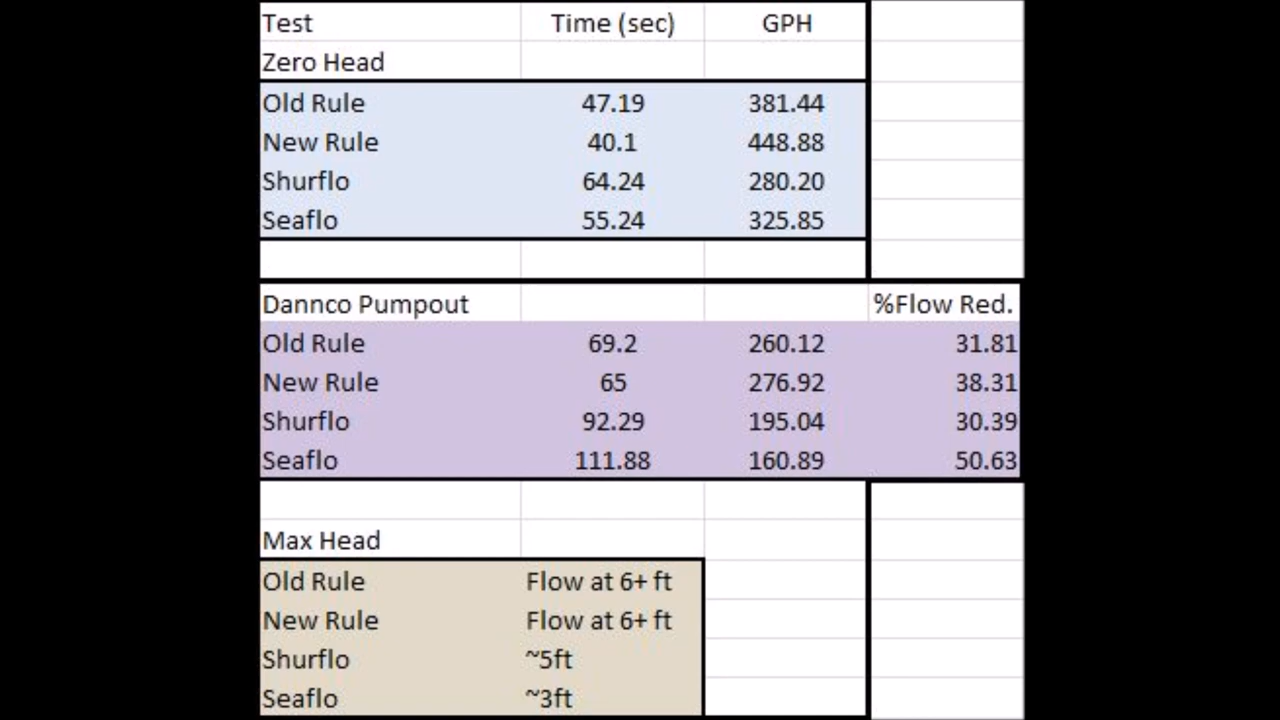 Test Time (sec) GPH
Zero Head
Old Rule 47.19 381.44
New Rule 40.1 448.88
Shurflo 64.24 280.20
Seaflo 55.24 325.85
Dannco Pumpout %Flow Red.
Old Rule 69.2 260.12 31.81
New Rule 65 276.92 38.31
Shurflo 92.29 195.04 30.39
Seaflo 111.88 160.89 50.63
Max Head
Old Rule Flow at 6+ ft
New Rule Flow at 6+ ft
Shurflo ~5ft
Seaflo ~3ft